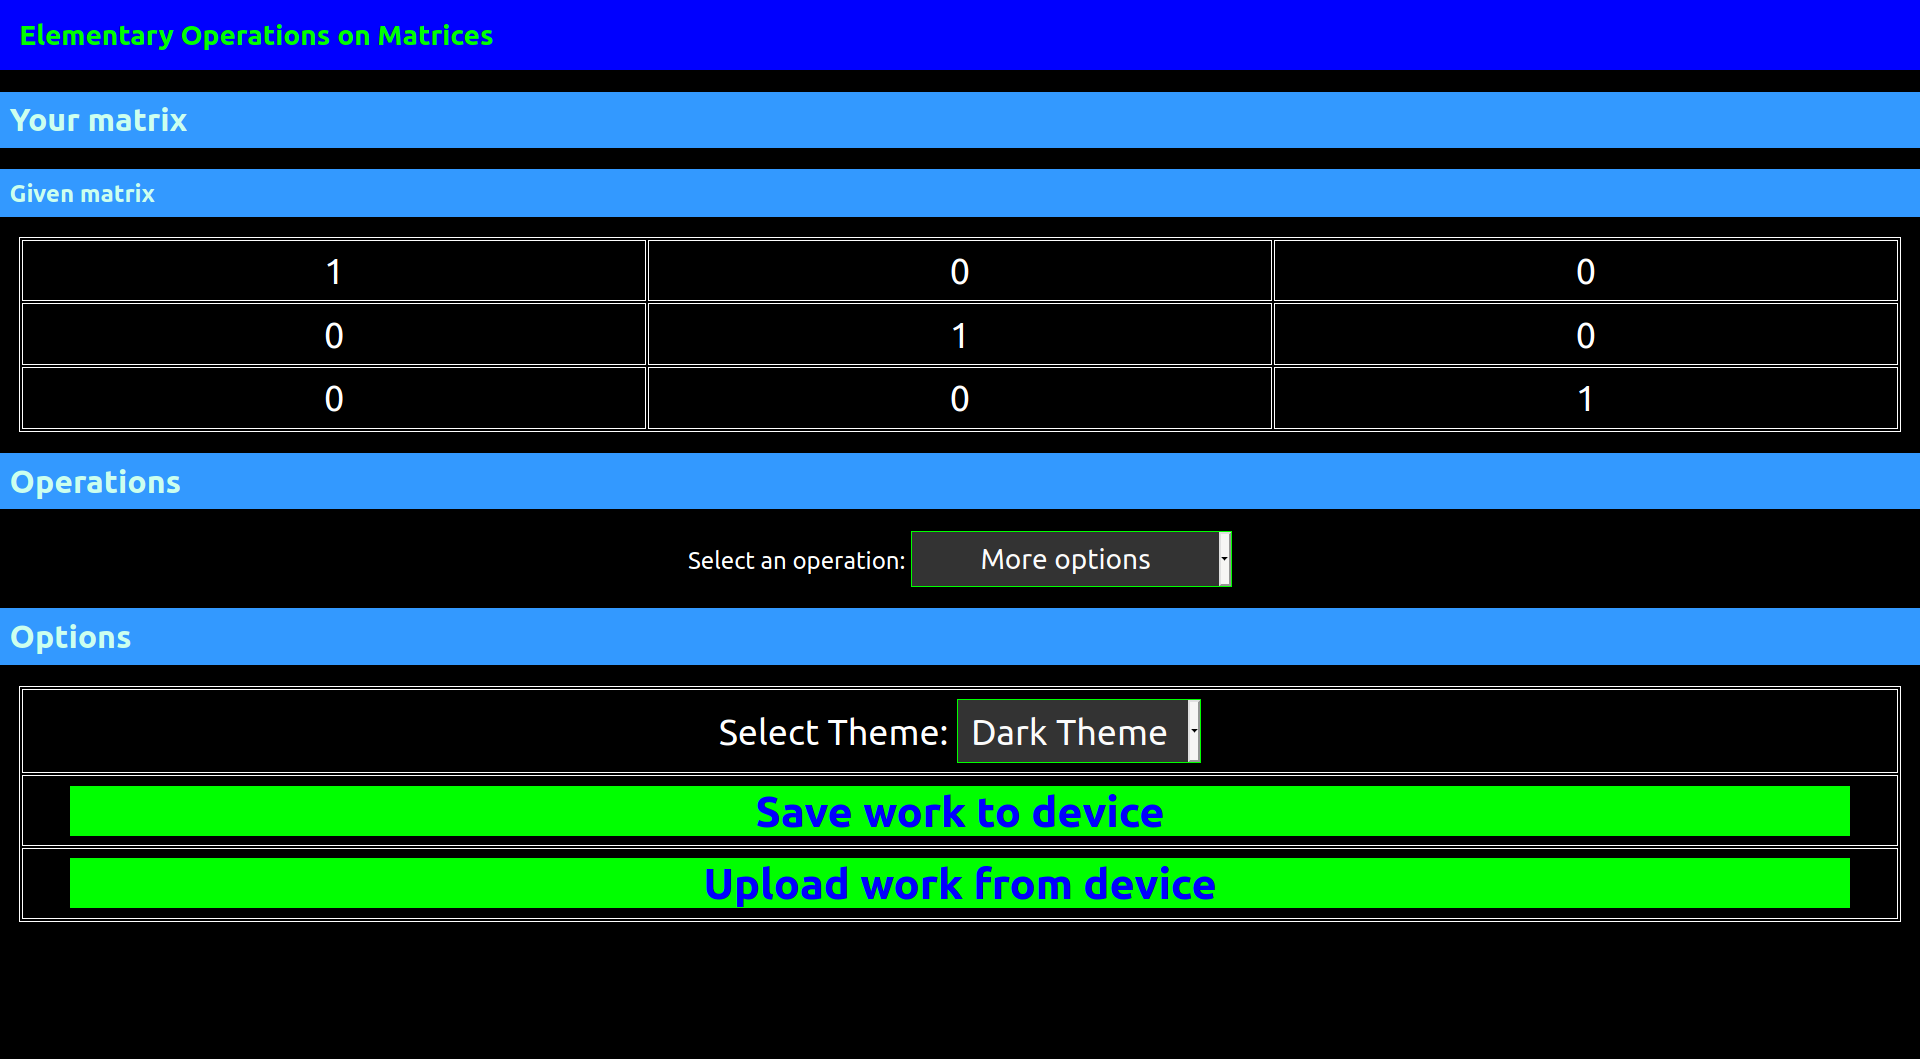 Elementary Operations on Matrices
Your matrix
Given matrix
1 0 0
0 1 0
0 0 1
Operations
Select an operation: More options
Options
Select Theme: Dark Theme
Save work to device
Upload work from device